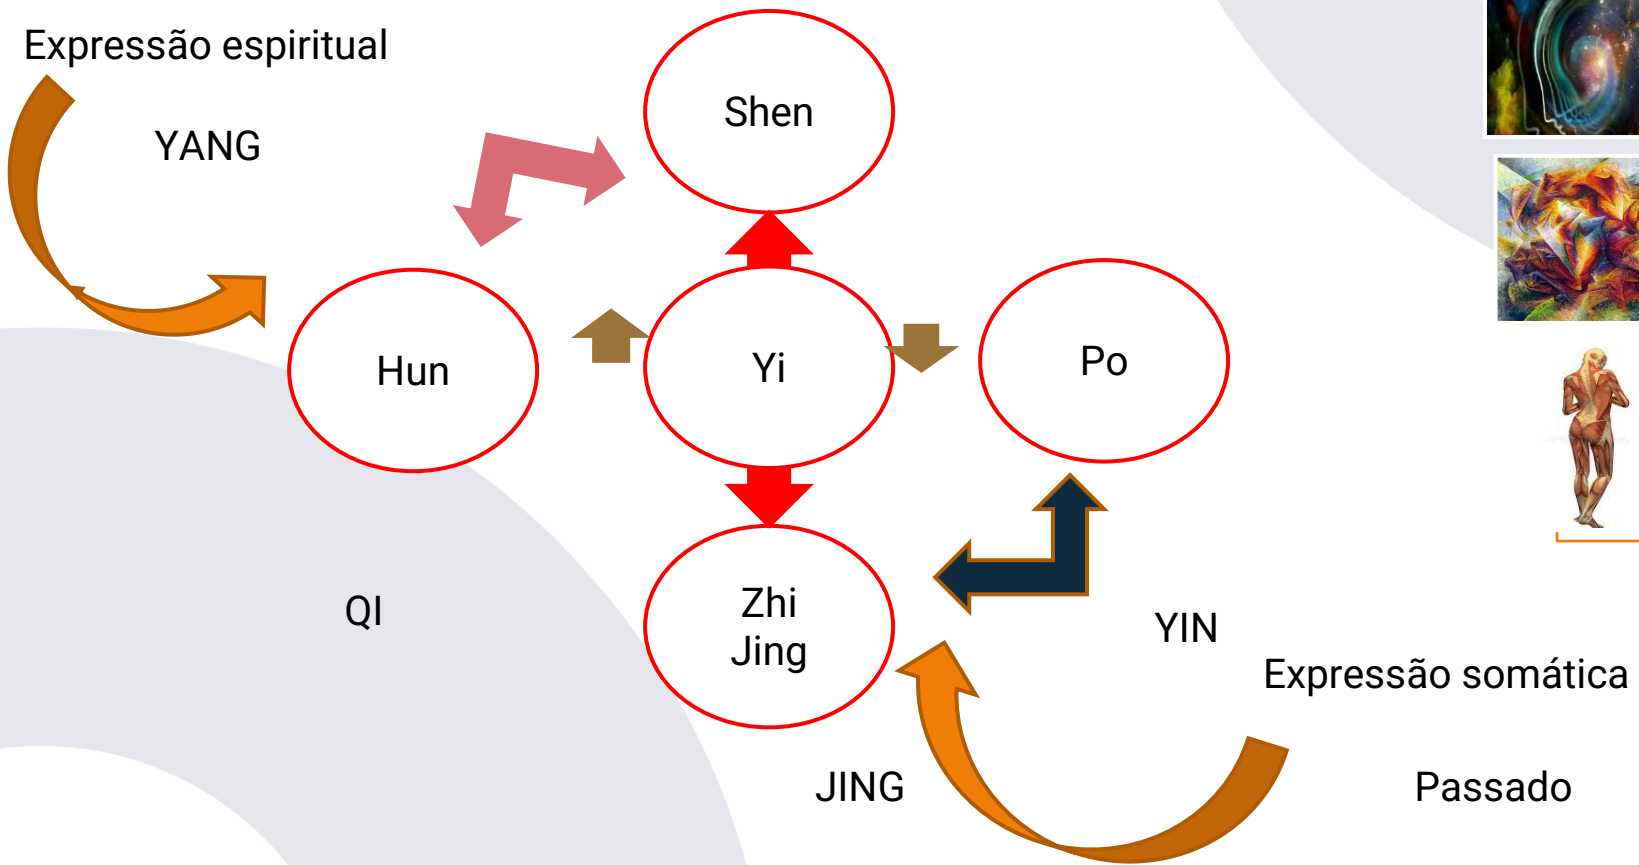 Expressão espiritual
YANG
Shen
Hun
Yi
Po
Zhi
Jing
QI
YIN
Expressão somática
JING
Passado